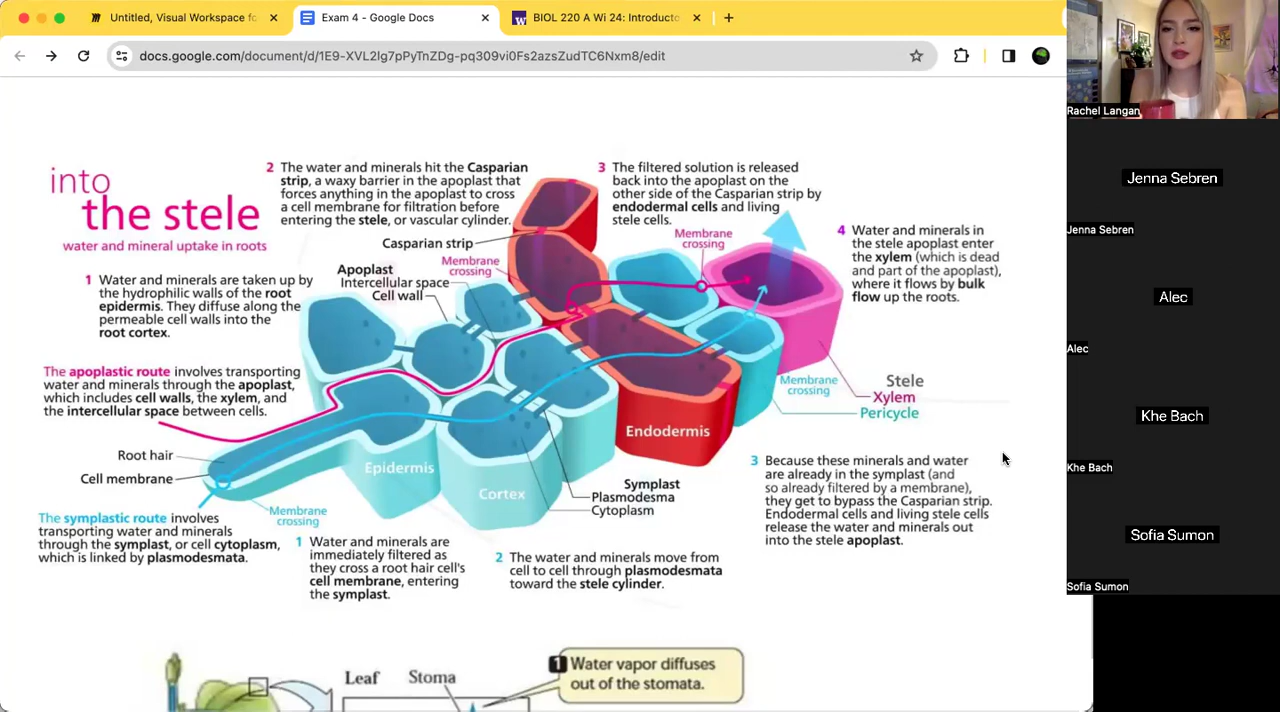 Untitled, Visual Workspace fo
Exam 4 - Google Docs
BIOL 220 A Wi 24: Introducto
docs.google.com/document/d/1E9-XVL2lg7pPyTnZDg-pq309vi0Fs2azsZudTC6Nxm8/edit
into
the stele
water and mineral uptake in roots
1 Water and minerals are taken up by
the hydrophilic walls of the root
epidermis. They diffuse along the
permeable cell walls into the
root cortex.
2 The water and minerals hit the Casparian
strip, a waxy barrier in the apoplast that
forces anything in the apoplast to cross
a cell membrane for filtration before
entering the stele, or vascular cylinder.
3 The filtered solution is released
back into the apoplast on the
other side of the Casparian strip by
endodermal cells and living
stele cells.
4 Water and minerals in
the stele apoplast enter
the xylem (which is dead
and part of the apoplast),
where it flows by bulk
flow up the roots.
Casparian strip
Membrane
crossing
Membrane
crossing
Apoplast
Intercellular space
Cell wall
The apoplastic route involves transporting
water and minerals through the apoplast,
which includes cell walls, the xylem, and
the intercellular space between cells.
Root hair
Cell membrane
Epidermis
Cortex
Endodermis
Membrane
crossing
Stele
Xylem
Pericycle
Symplast
Plasmodesma
Cytoplasm
Membrane
crossing
The symplastic route involves
transporting water and minerals
through the symplast, or cell cytoplasm,
which is linked by plasmodesmata.
1 Water and minerals are
immediately filtered as
they cross a root hair cell's
cell membrane, entering
the symplast.
2 The water and minerals move from
cell to cell through plasmodesmata
toward the stele cylinder.
3 Because these minerals and water
are already in the symplast (and
so already filtered by a membrane),
they get to bypass the Casparian strip.
Endodermal cells and living stele cells
release the water and minerals out
into the stele apoplast.
Leaf
Stoma
1 Water vapor diffuses
out of the stomata.
Rachel Langan
Jenna Sebren
Jenna Sebren
Alec
Alec
Khe Bach
Khe Bach
Sofia Sumon
Sofia Sumon